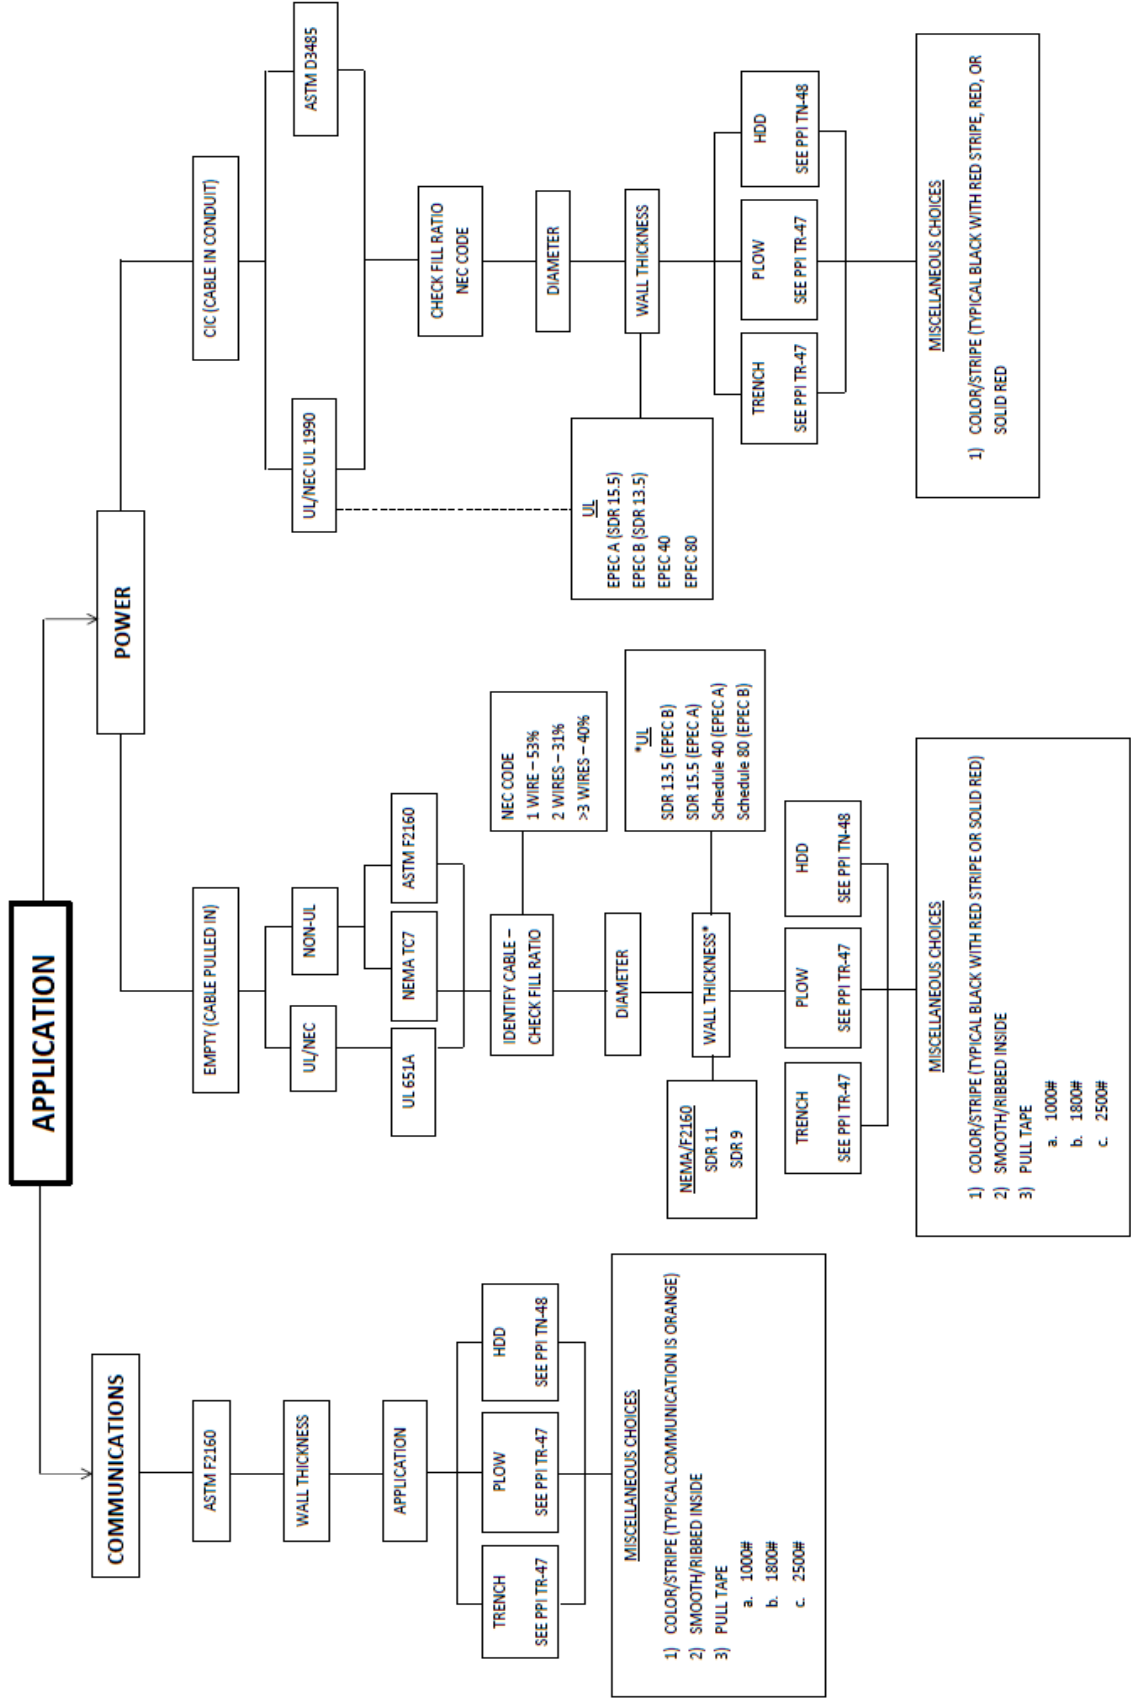 APPLICATION
COMMUNICATIONS
ASTM F2160
WALL THICKNESS
APPLICATION
TRENCH
SEE PPI TR-47
PLOW
SEE PPI TR-47
HDD
SEE PPI TN-48
MISCELLANEOUS CHOICES
1) COLOR/STRIPE (TYPICAL COMMUNICATION IS ORANGE)
2) SMOOTH/RIBBED INSIDE
3) PULL TAPE
a. 1000#
b. 1800#
c. 2500#
POWER
EMPTY (CABLE PULLED IN)
UL/NEC
NON-UL
UL 651A
NEMA TC7
ASTM F2160
IDENTIFY CABLE –
CHECK FILL RATIO
NEC CODE
1 WIRE – 53%
2 WIRES – 31%
>3 WIRES – 40%
DIAMETER
WALL THICKNESS*
NEMA/F2160
SDR 11
SDR 9
*UL
SDR 13.5 (EPEC B)
SDR 15.5 (EPEC A)
Schedule 40 (EPEC A)
Schedule 80 (EPEC B)
TRENCH
SEE PPI TR-47
PLOW
SEE PPI TR-47
HDD
SEE PPI TN-48
MISCELLANEOUS CHOICES
1) COLOR/STRIPE (TYPICAL BLACK WITH RED STRIPE OR SOLID RED)
2) SMOOTH/RIBBED INSIDE
3) PULL TAPE
a. 1000#
b. 1800#
c. 2500#
CIC (CABLE IN CONDUIT)
UL/NEC UL 1990
ASTM D3485
CHECK FILL RATIO
NEC CODE
DIAMETER
WALL THICKNESS
UL
EPEC A (SDR 15.5)
EPEC B (SDR 13.5)
EPEC 40
EPEC 80
TRENCH
SEE PPI TR-47
PLOW
SEE PPI TR-47
HDD
SEE PPI TN-48
MISCELLANEOUS CHOICES
1) COLOR/STRIPE (TYPICAL BLACK WITH RED STRIPE, RED, OR
SOLID RED